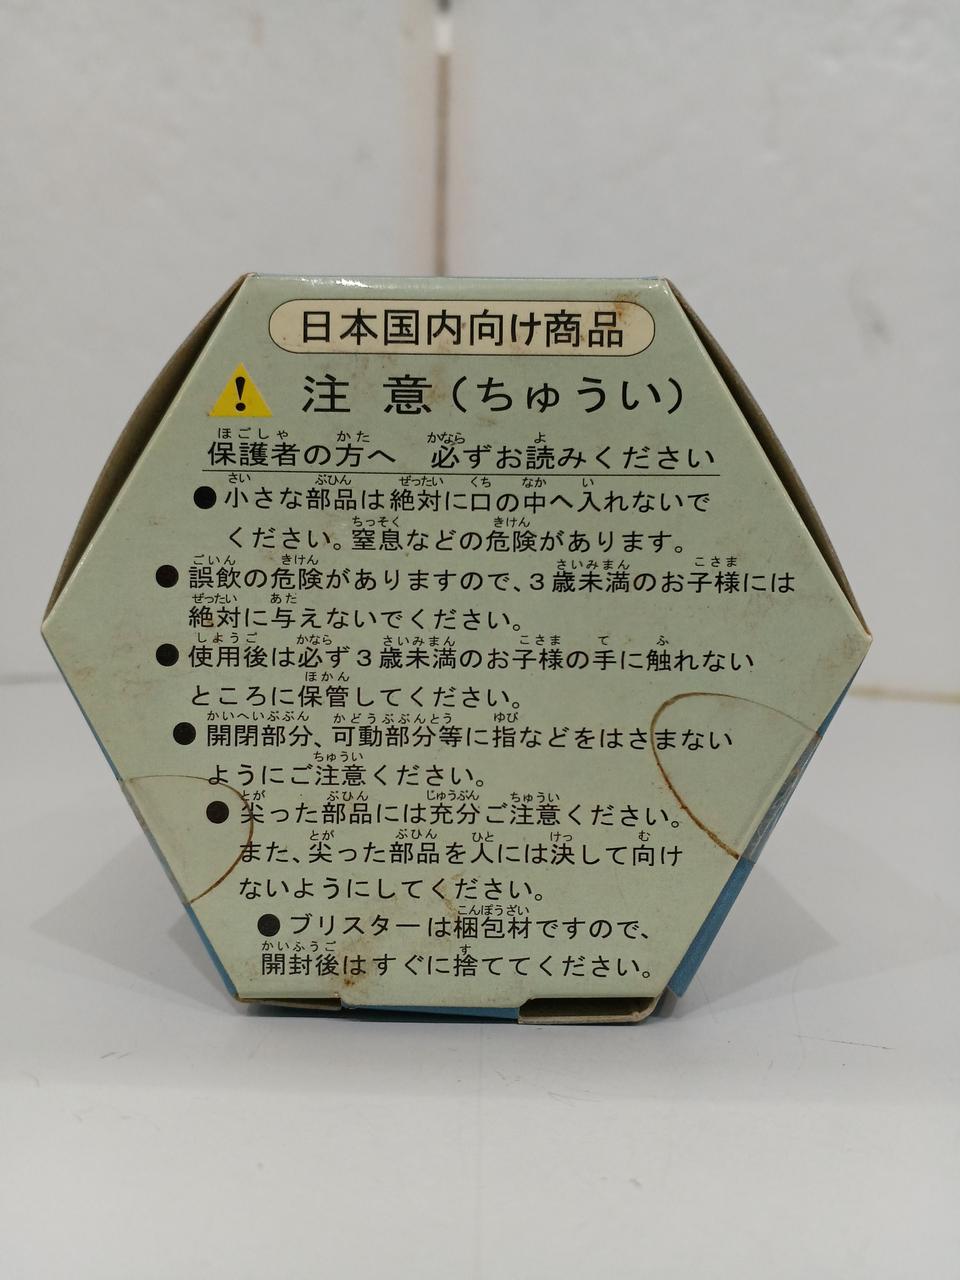 日本国内向け商品
注 意(ちゅうい)
保護者の方へ 必ずお読みください
●小さな部品は絶対に口の中へ入れないで
ください。窒息などの危険があります。
●誤飲の危険がありますので、3歳未満のお子様には
絶対に与えないでください。
●使用後は必ず3歳未満のお子様の手に触れない
ところに保管してください。
●開閉部分、可動部分等に指などをはさまない
ようにご注意ください。
●尖った部品には充分ご注意ください。
また、尖った部品を人には決して向け
ないようにしてください。
●ブリスターは梱包材ですので、
開封後はすぐに捨ててください。